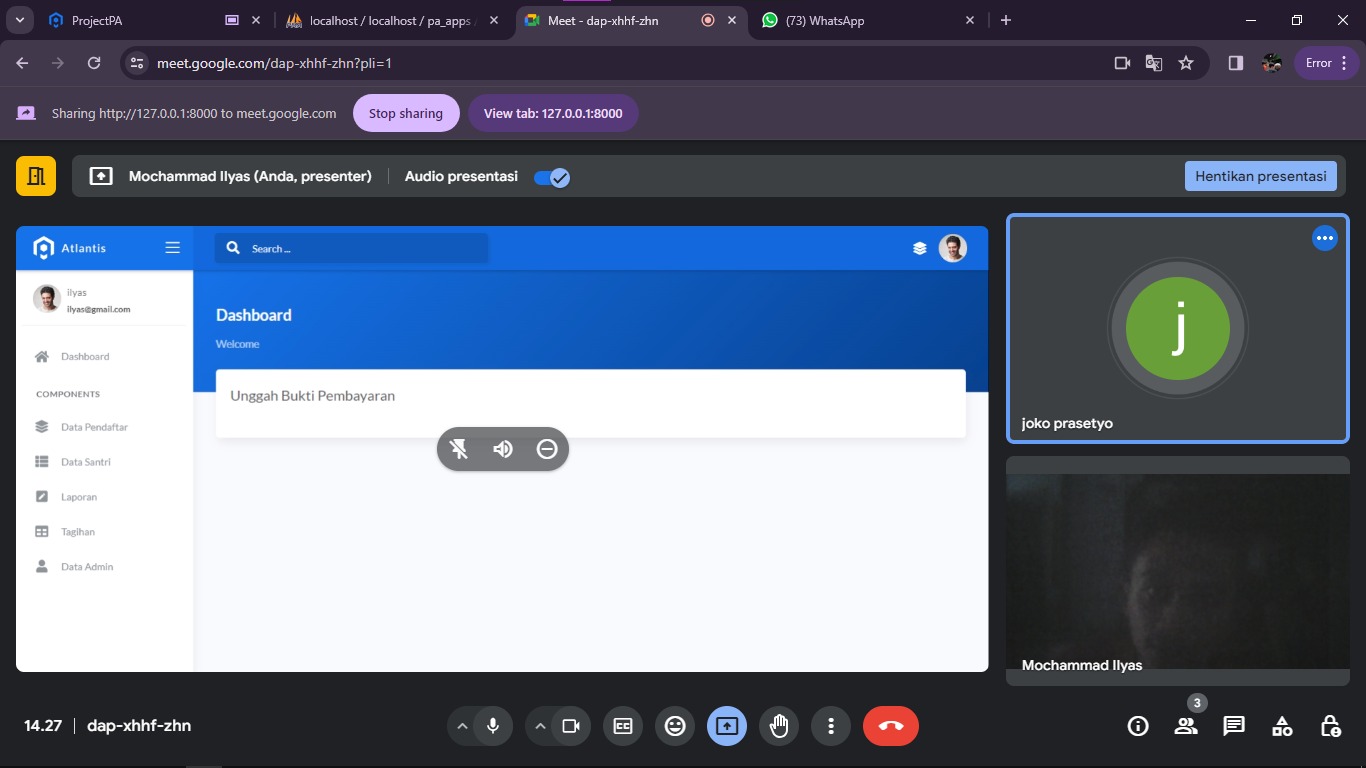 ProjectPA
localhost / localhost / pa_apps
Meet - dap-xhhf-zhn
(73) WhatsApp
meet.google.com/dap-xhhf-zhn?pli=1
Error
Sharing http://127.0.0.1:8000 to meet.google.com
Stop sharing
View tab: 127.0.0.1:8000
Mochammad Ilyas (Anda, presenter)
Audio presentasi
Hentikan presentasi
Atlantis
Search ...
ilyas
ilyas@gmail.com
Dashboard
Welcome
Dashboard
COMPONENTS
Unggah Bukti Pembayaran
Data Pendaftar
Data Santri
Laporan
Tagihan
Data Admin
j
joko prasetyo
Mochammad Ilyas
14.27
dap-xhhf-zhn
CC
3